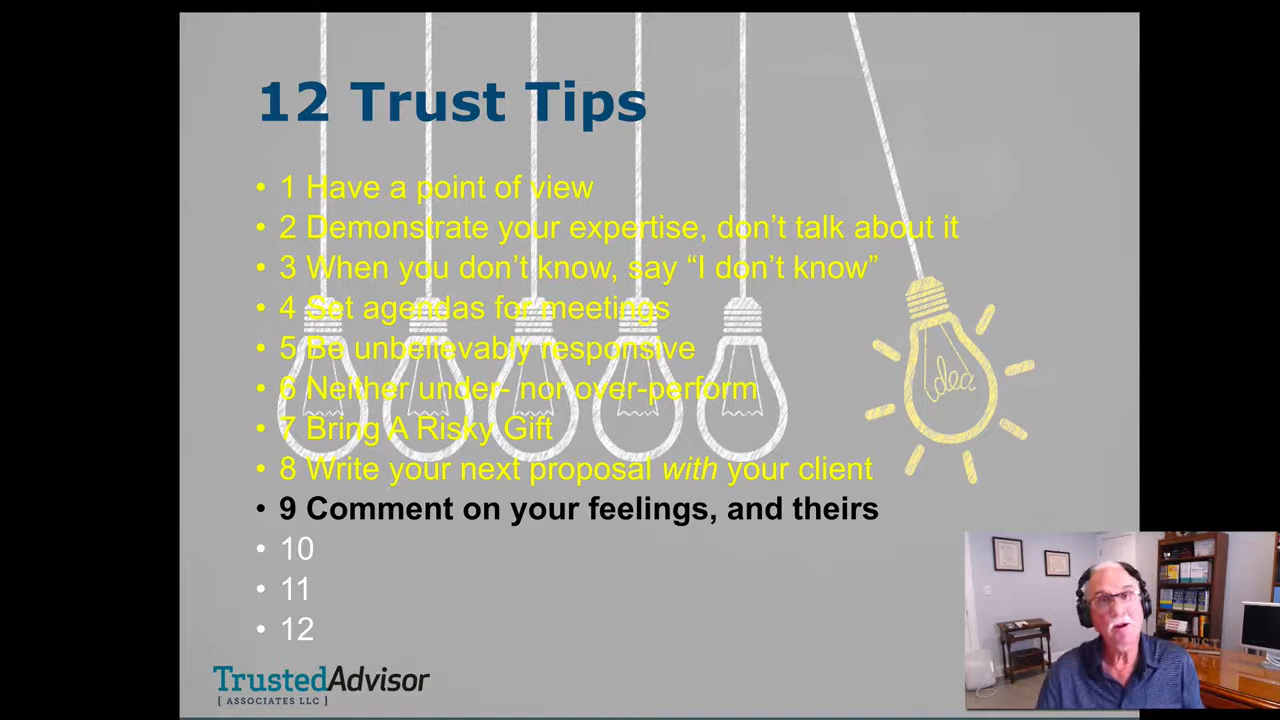 12 Trust Tips
• 1 Have a point of view
• 2 Demonstrate your expertise, don’t talk about it
• 3 When you don’t know, say “I don’t know”
• 4 Set agendas for meetings
• 5 Be unbelievably responsive
• 6 Neither under- nor over-perform
• 7 Bring A Risky Gift
• 8 Write your next proposal with your client
• 9 Comment on your feelings, and theirs
• 10
• 11
• 12
idea
TrustedAdvisor
[ ASSOCIATES LLC ]